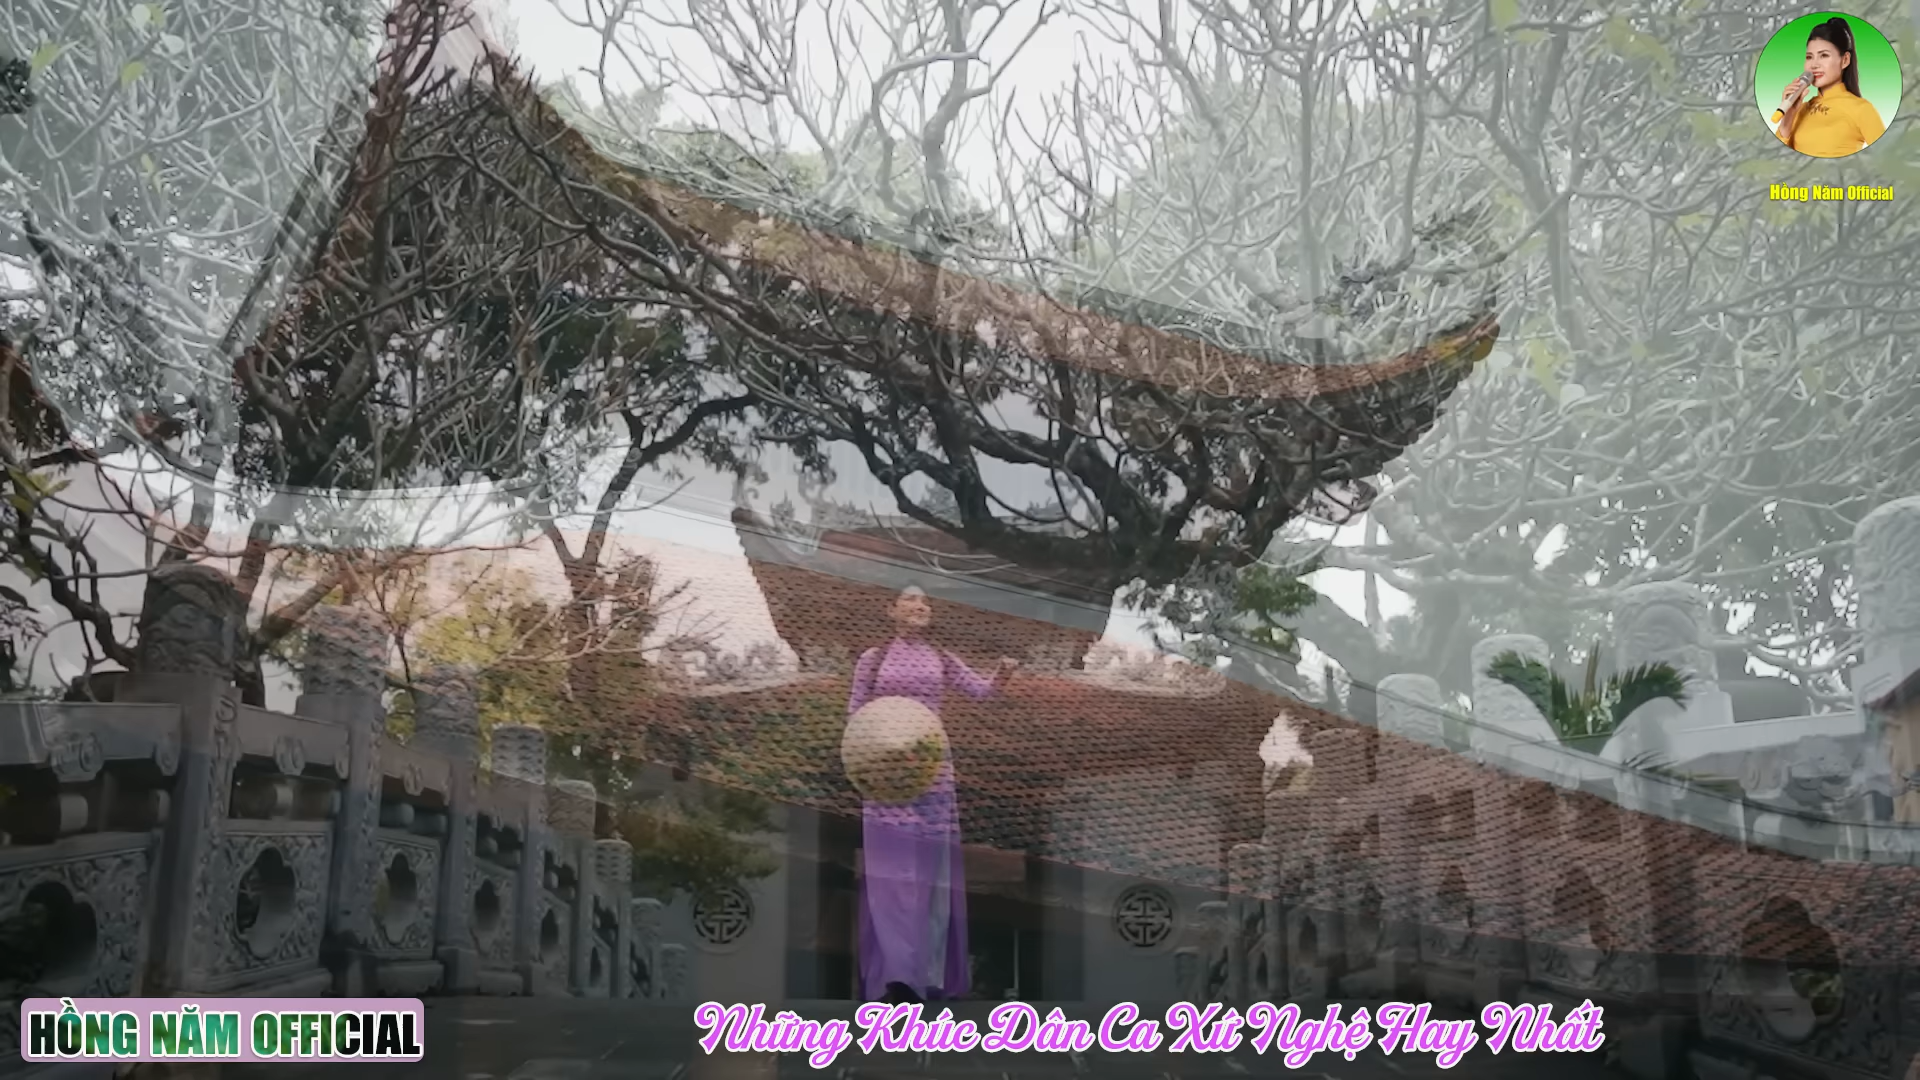 Hồng Năm Official
HỒNG NĂM OFFICIAL
Những Khúc Dân Ca Xứ Nghệ Hay Nhất